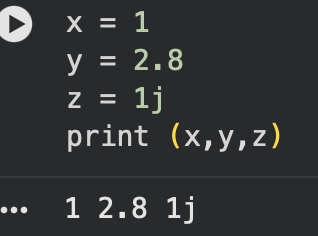 x = 1
y = 2.8
z = 1j
print (x,y,z)
1 2.8 1j